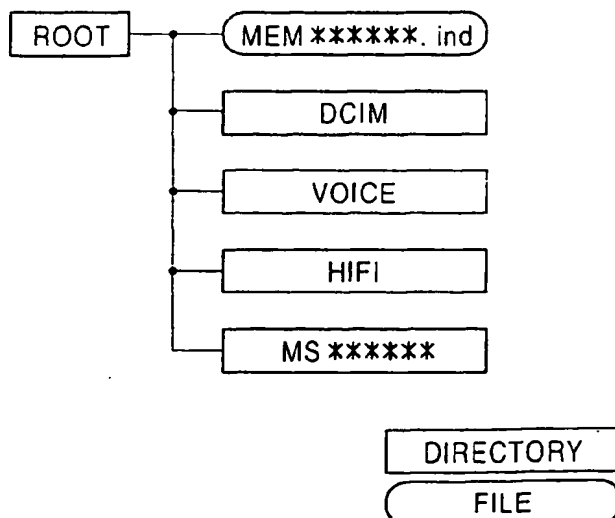 ROOT
MEM ******. ind
DCIM
VOICE
HIFI
MS ******
DIRECTORY
FILE